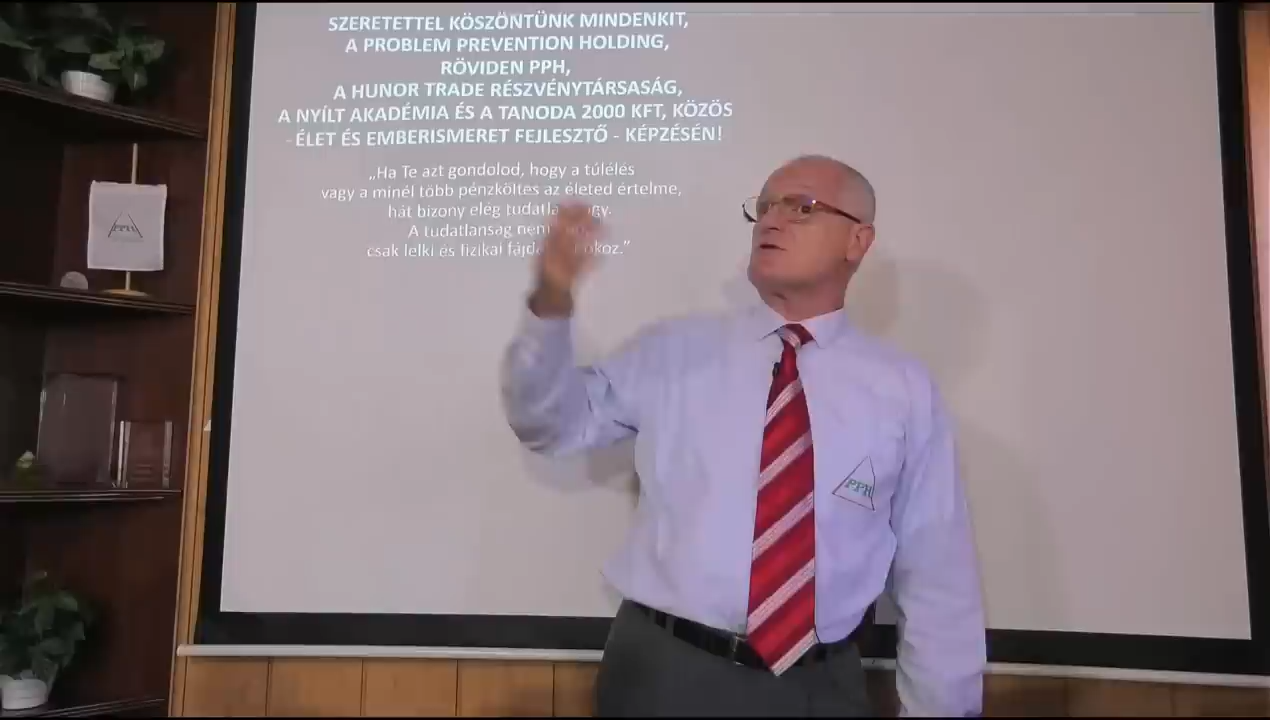 SZERETETTEL KÖSZÖNTÜNK MINDENKIT,
A PROBLEM PREVENTION HOLDING,
RÖVIDEN PPH,
A HUNOR TRADE RÉSZVÉNYTÁRSASÁG,
A NYÍLT AKADÉMIA ÉS A TANODA 2000 KFT, KÖZÖS
- ÉLET ÉS EMBERISMERET FEJLESZTŐ - KÉPZÉSÉN!
„Ha Te azt gondolod, hogy a túlélés
vagy a minél több pénzköltés az életed értelme,
hát bizony elég
A tudatlanság
csak lelki és fizikai
PPH
PPH